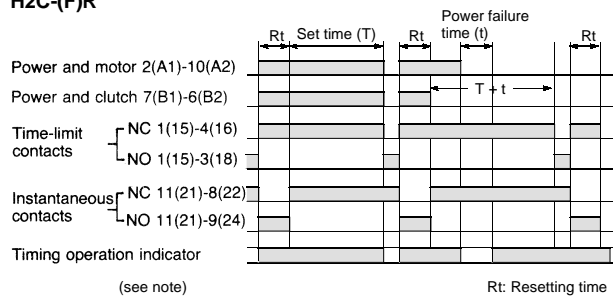 H2C-(F)R
Rt Set time (T) Rt Power failure time (t) Rt
Power and motor 2(A1)-10(A2)
Power and clutch 7(B1)-6(B2)
T + t
Time-limit contacts
NC 1(15)-4(16)
NO 1(15)-3(18)
Instantaneous contacts
NC 11(21)-8(22)
NO 11(21)-9(24)
Timing operation indicator
(see note)
Rt: Resetting time